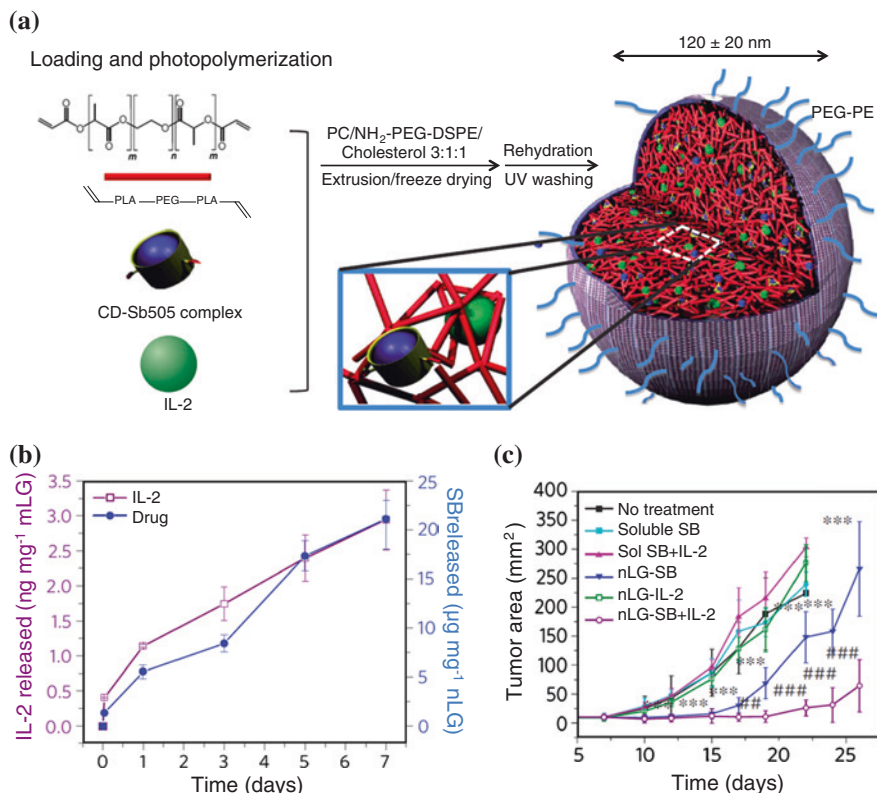 (a)
Loading and photopolymerization
120 ± 20 nm
PEG-PE
O
O
O
O
O
O
O
O
m
n
m
PLA PEG PLA
PC/NH₂-PEG-DSPE/
Cholesterol 3:1:1
Extrusion/freeze drying
Rehydration
UV washing
CD-Sb505 complex
IL-2
(b)
IL-2 released (ng mg⁻¹ mLG)
3.5
3.0
2.5
2.0
1.5
1.0
0.5
0.0
IL-2
Drug
25
20
15
10
5
0
SBreleased (µg mg⁻¹ nLG)
0 1 2 3 4 5 6 7
Time (days)
(c)
Tumor area (mm²)
400
350
300
250
200
150
100
50
0
No treatment
Soluble SB
Sol SB+IL-2
nLG-SB
nLG-IL-2
nLG-SB+IL-2
***
*** ***
***
***
***
***
##
###
###
###
5 10 15 20 25
Time (days)